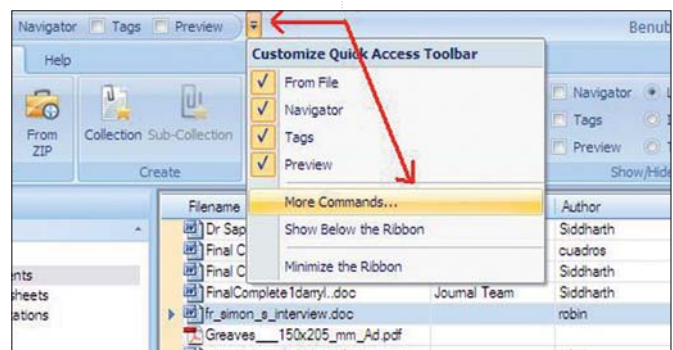 Navigator Tags Preview
Benub
Help
Customize Quick Access Toolbar
From File
Navigator
Tags
Preview
More Commands...
Show Below the Ribbon
Minimize the Ribbon
From ZIP
Collection Sub-Collection
Create
Navigator L
Tags
Preview
Show/Hide
Filename Author
Dr Sap Siddharth
Final C cuadros
Final C Siddharth
FinalComplete1darryl..doc Journal Team Siddharth
fr_simon_s_interview.doc robin
Greaves___150x205_mm_Ad.pdf
nts
heets
ations